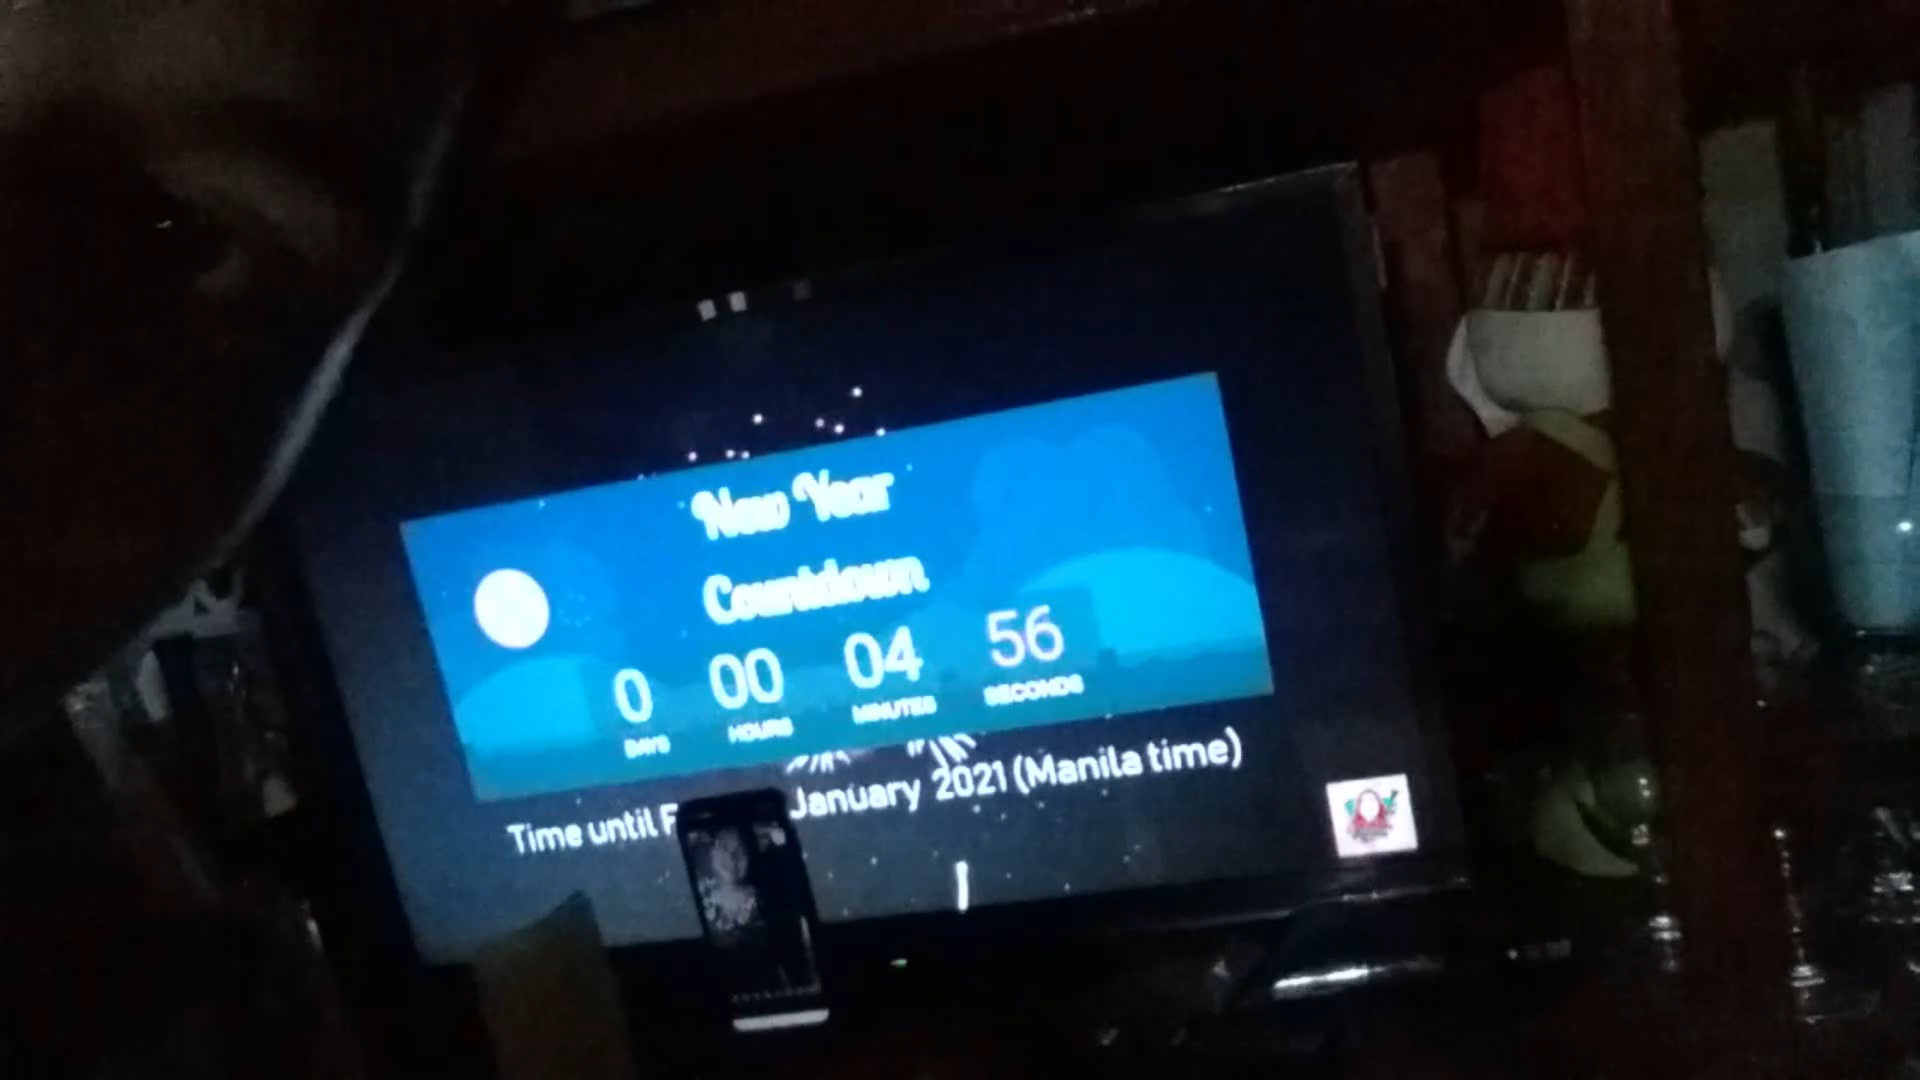 New Year
Countdown
0 00 04 56
DAYS HOURS MINUTES SECONDS
Time until January 2021 (Manila time)